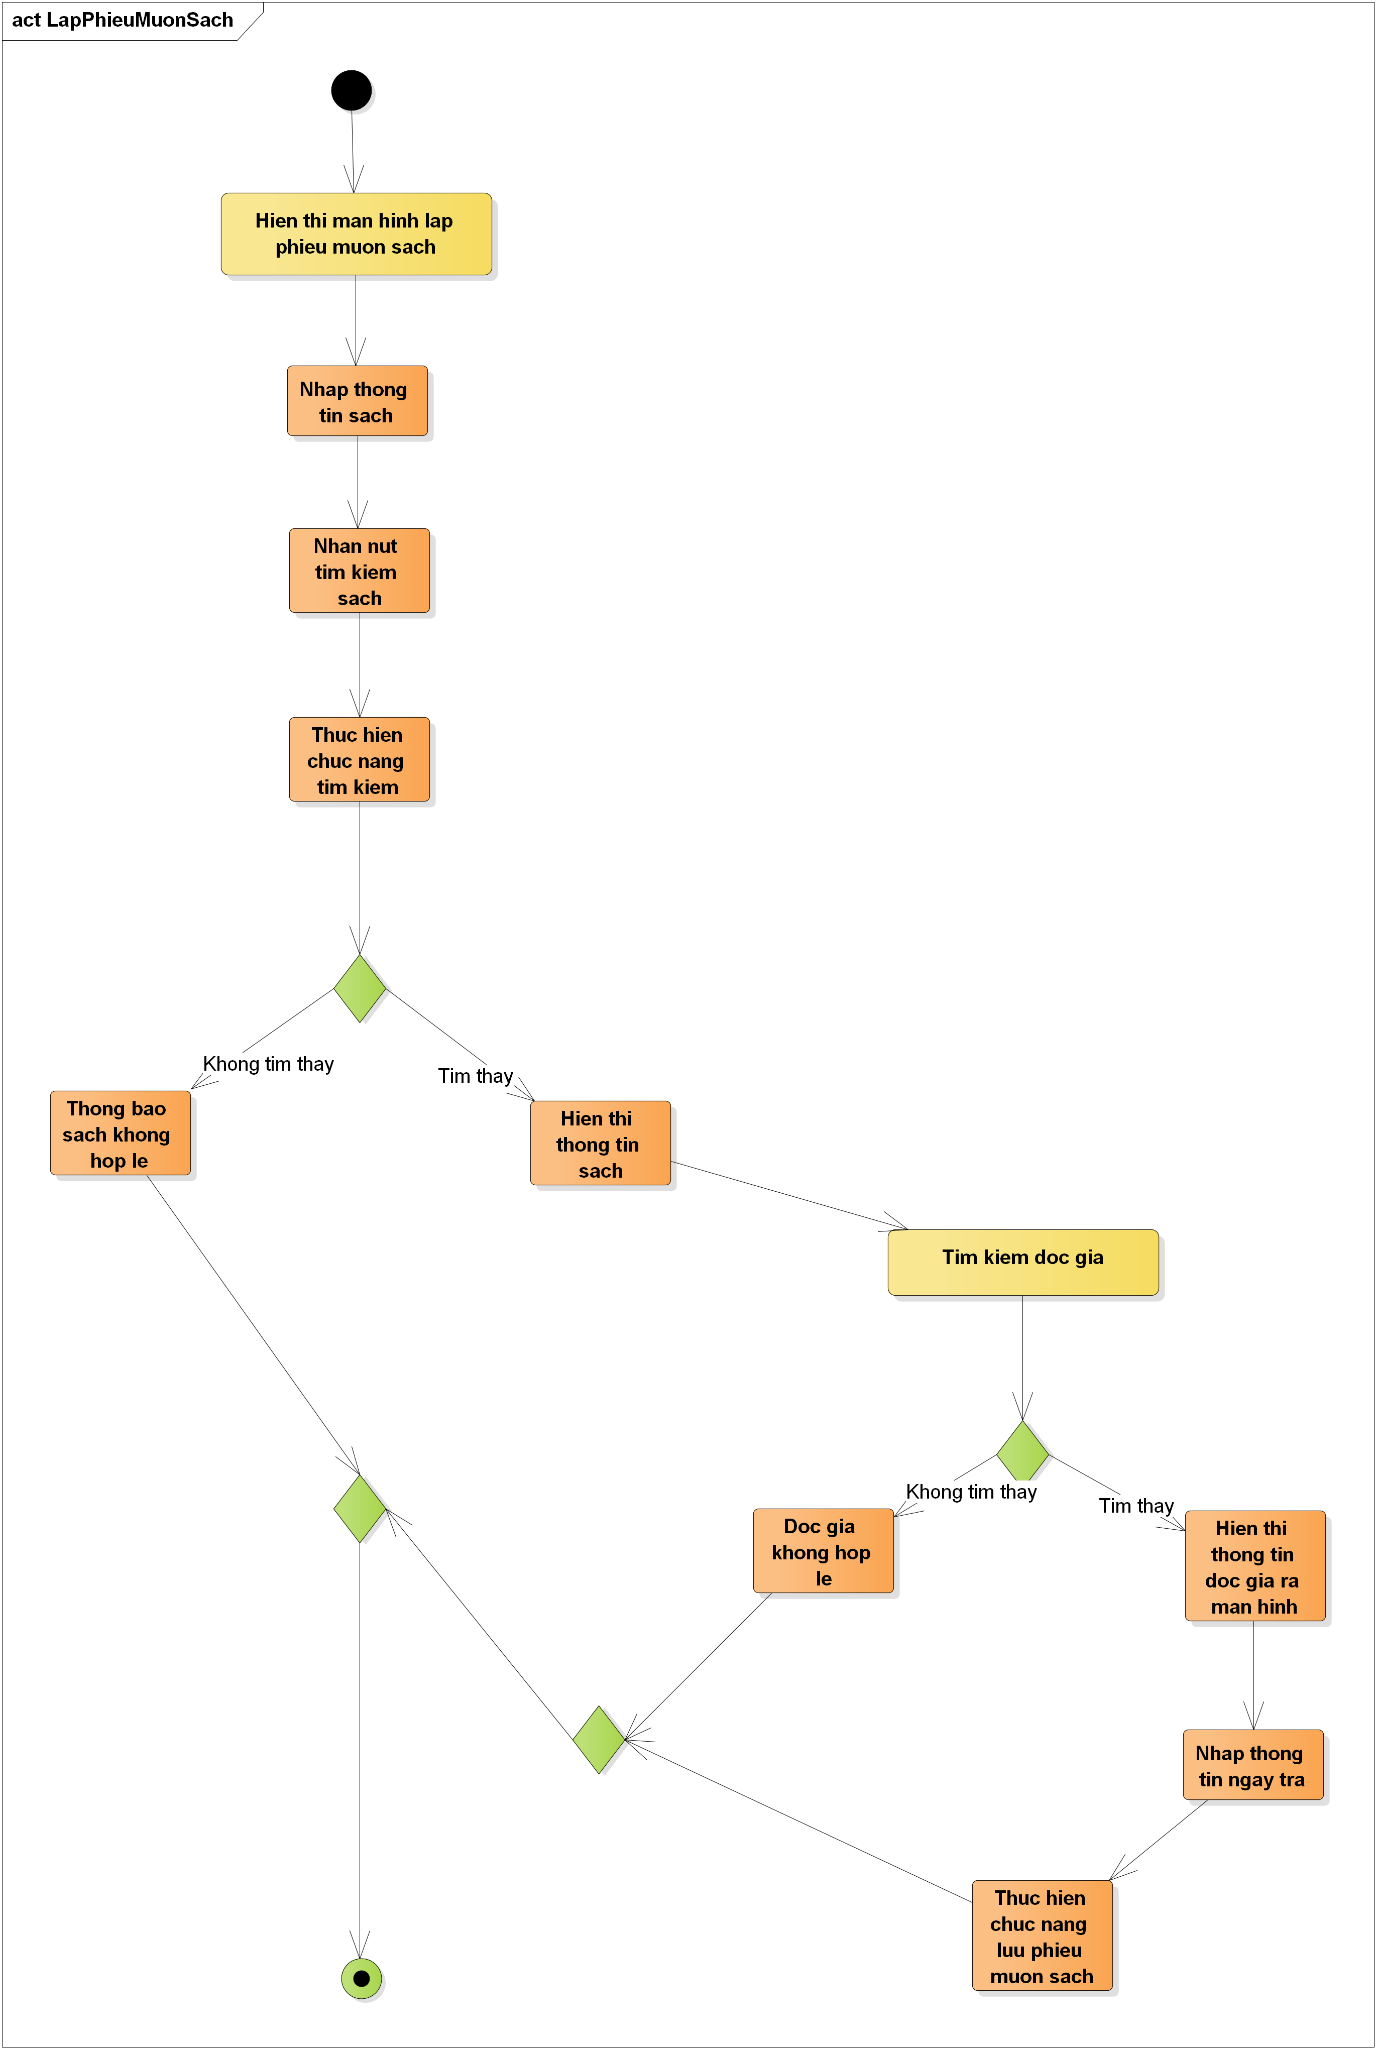 act LapPhieuMuonSach
Hien thi man hinh lap
phieu muon sach
Nhap thong
tin sach
Nhan nut
tim kiem
sach
Thuc hien
chuc nang
tim kiem
Khong tim thay
Tim thay
Thong bao
sach khong
hop le
Hien thi
thong tin
sach
Tim kiem doc gia
Khong tim thay
Tim thay
Doc gia
khong hop
le
Hien thi
thong tin
doc gia ra
man hinh
Nhap thong
tin ngay tra
Thuc hien
chuc nang
luu phieu
muon sach